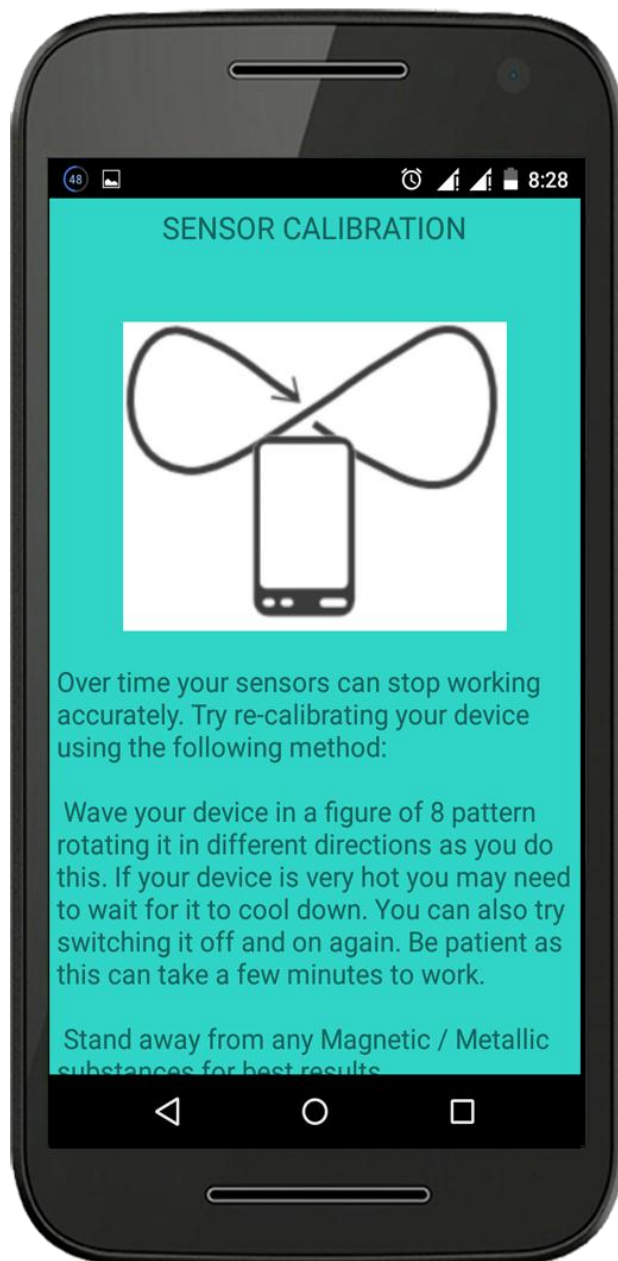 48 8:28
SENSOR CALIBRATION
Over time your sensors can stop working
accurately. Try re-calibrating your device
using the following method:
Wave your device in a figure of 8 pattern
rotating it in different directions as you do
this. If your device is very hot you may need
to wait for it to cool down. You can also try
switching it off and on again. Be patient as
this can take a few minutes to work.
Stand away from any Magnetic / Metallic
substances for best results